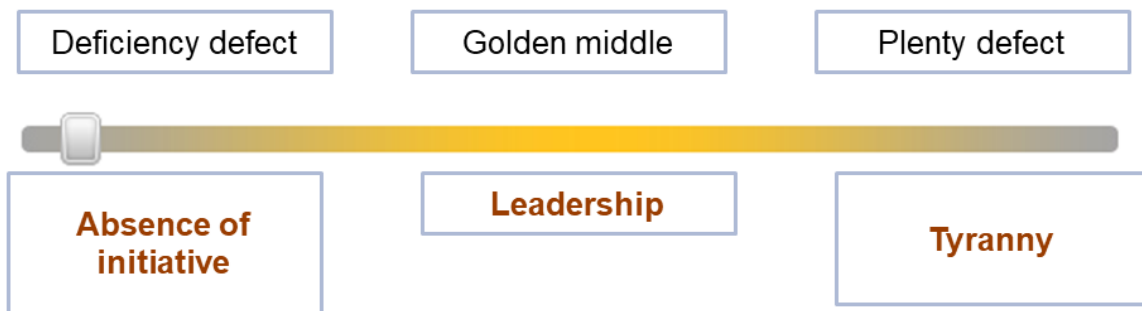 Deficiency defect
Golden middle
Plenty defect
Absence of
initiative
Leadership
Tyranny